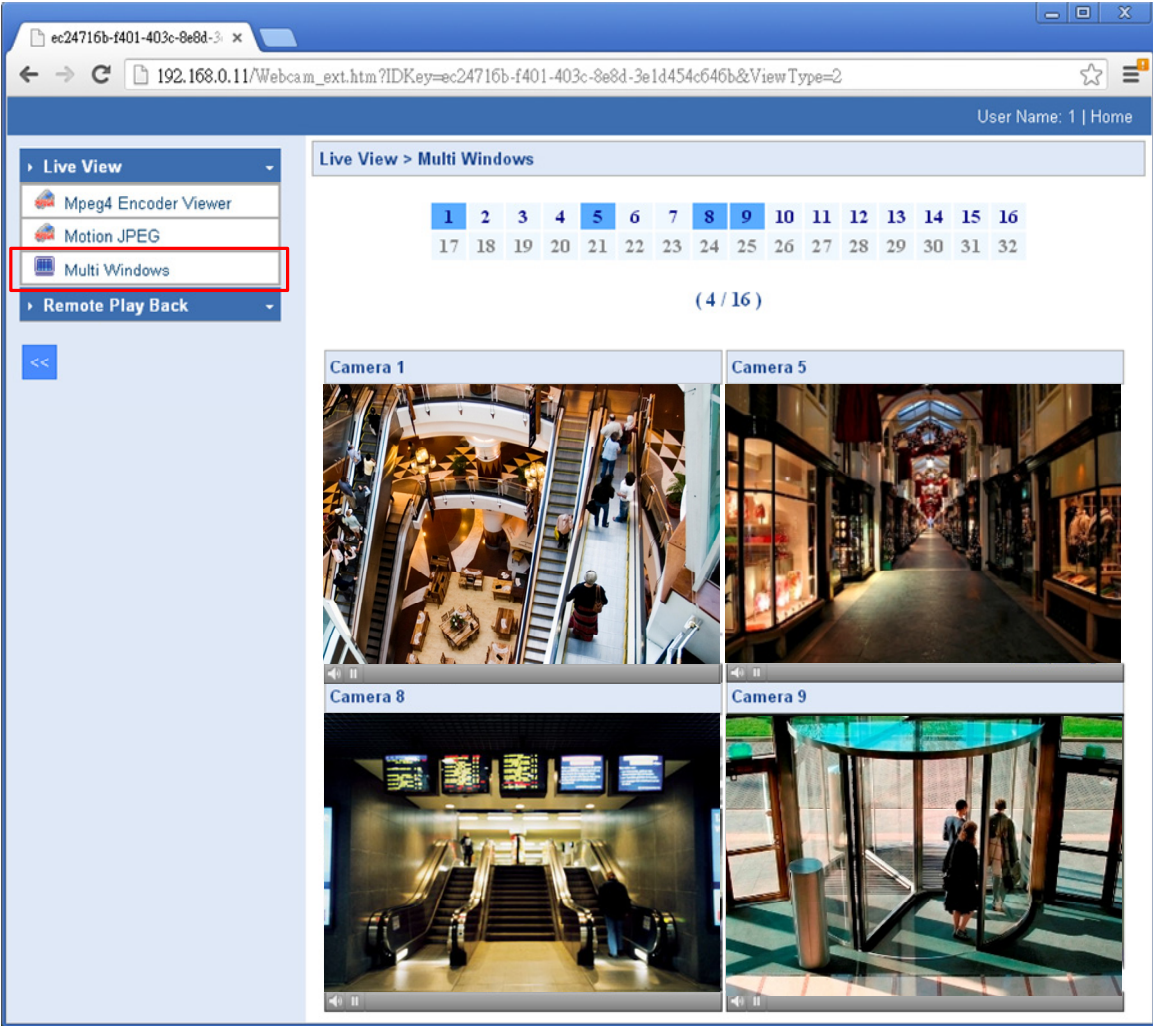 ec24716b-f401-403c-8e8d-3
192.168.0.11/Webcam_ext.htm?IDKey=ec24716b-f401-403c-8e8d-3e1d454c646b&ViewType=2
User Name: 1 | Home
Live View
Mpeg4 Encoder Viewer
Motion JPEG
Multi Windows
Remote Play Back
<<
Live View > Multi Windows
1 2 3 4 5 6 7 8 9 10 11 12 13 14 15 16
17 18 19 20 21 22 23 24 25 26 27 28 29 30 31 32
( 4 / 16 )
Camera 1
Camera 5
Camera 8
Camera 9